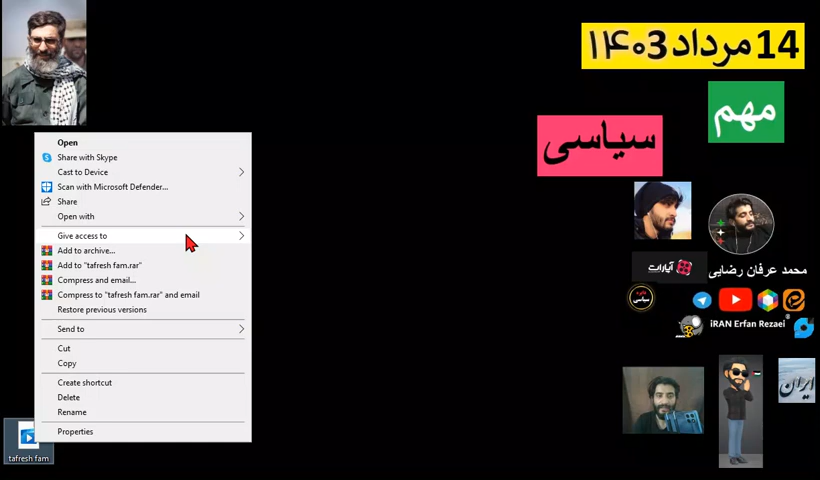 14 مرداد ۱۴۰3
مهم
سیاسی
Open
Share with Skype
Cast to Device
Scan with Microsoft Defender...
Share
Open with
Give access to
Add to archive...
Add to "tafresh fam.rar"
Compress and email...
Compress to "tafresh fam.rar" and email
Restore previous versions
Send to
Cut
Copy
Create shortcut
Delete
Rename
Properties
tafresh fam
آپارات
محمد عرفان رضایی
سیاسی
iRAN Erfan Rezaei®
ایران